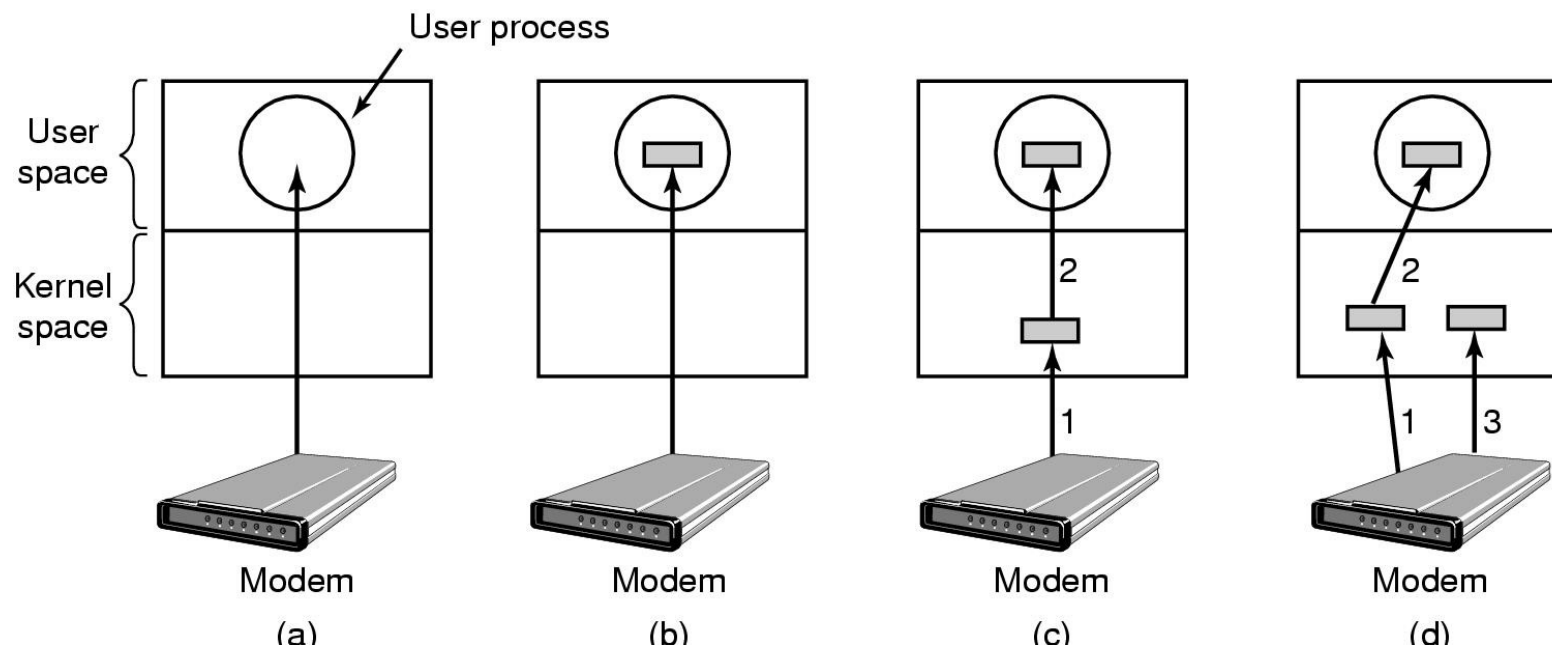 User process
User
space
Kernel
space
2
2
1
1
3
Modem
Modem
Modem
Modem
(a)
(b)
(c)
(d)